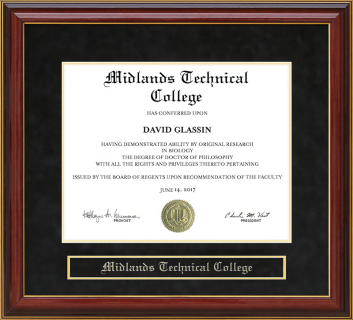 Midlands Technical
College
HAS CONFERRED UPON
DAVID GLASSIN
HAVING DEMONSTRATED ABILITY BY ORIGINAL RESEARCH
IN BIOLOGY
THE DEGREE OF DOCTOR OF PHILOSOPHY
WITH ALL THE RIGHTS AND PRIVILEGES THERETO PERTAINING
ISSUED BY THE BOARD OF REGENTS UPON RECOMMENDATION OF THE FACULTY
JUNE 14, 2017
PROVOST
PRESIDENT
Midlands Technical College